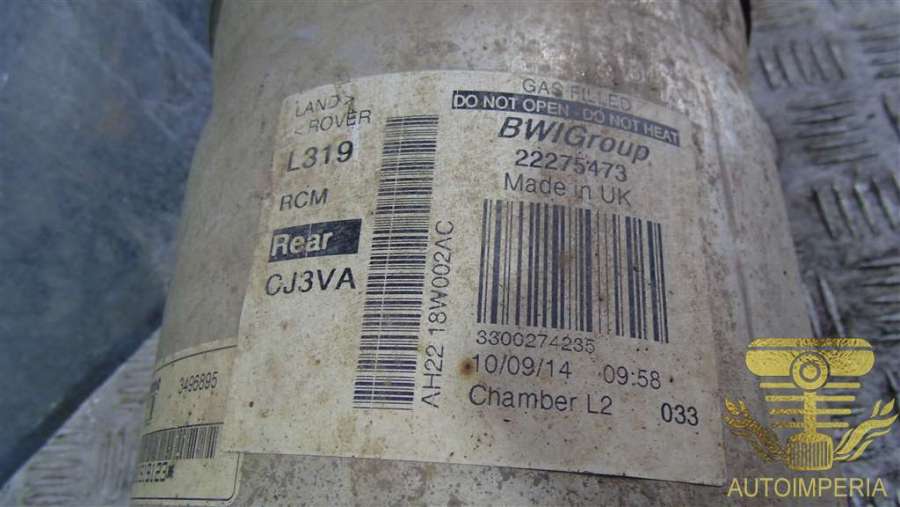 LAND>
<ROVER
L319
RCM
Rear
CJ3VA
AH22 18W002AC
GAS FILLED
DO NOT OPEN - DO NOT HEAT
BWIGroup
22275473
Made in UK
3300274235
10/09/14 09:58
Chamber L2 033
3496895
AUTOIMPERIA